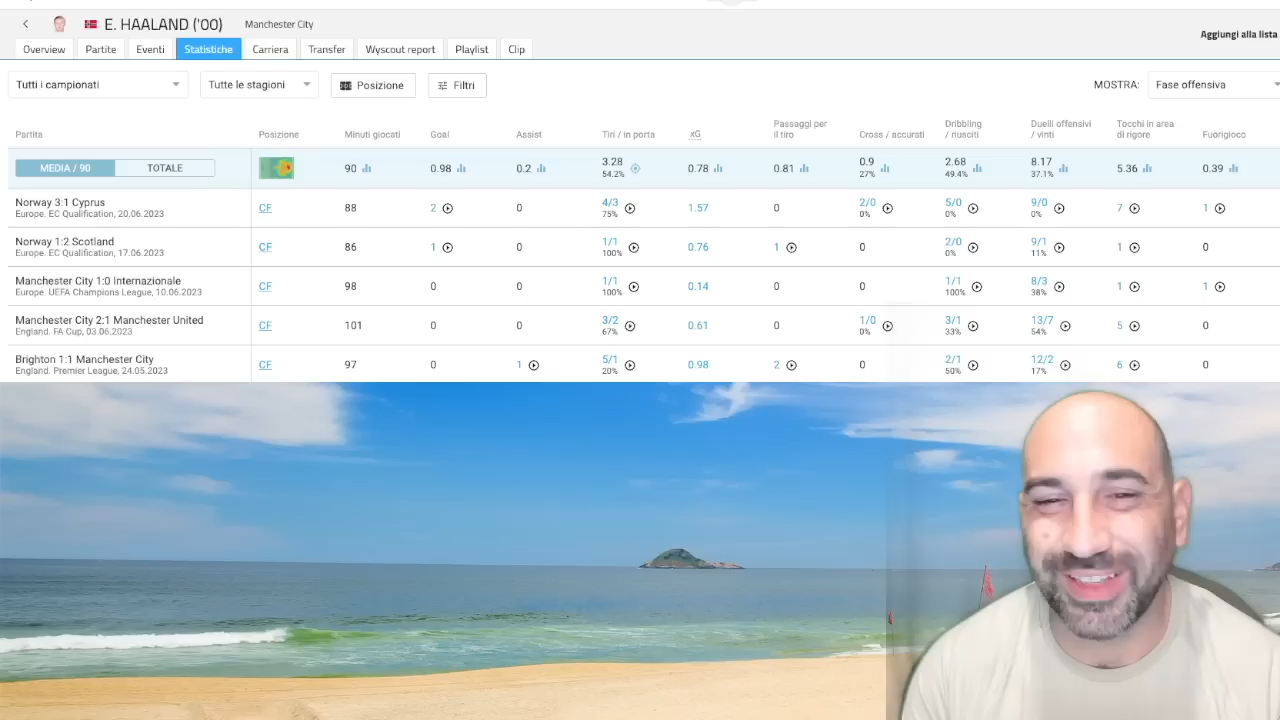 E. HAALAND ('00) Manchester City
Aggiungi alla lista
Overview Partite Eventi Statistiche Carriera Transfer Wyscout report Playlist Clip
Tutti i campionati Tutte le stagioni Posizione Filtri MOSTRA: Fase offensiva
Partita Posizione Minuti giocati Goal Assist Tiri / in porta xG Passaggi per il tiro Cross / accurati Dribbling / riusciti Duelli offensivi / vinti Tocchi in area di rigore Fuorigioco
MEDIA / 90 TOTALE 90 0.98 0.2 3.28 54.2% 0.78 0.81 0.9 27% 2.68 49.4% 8.17 37.1% 5.36 0.39
Norway 3:1 Cyprus CF 88 2 0 4/3 1.57 0 2/0 5/0 9/0 7 1
Europe. EC Qualification, 20.06.2023 75% 0% 0% 0%
Norway 1:2 Scotland CF 86 1 0 1/1 0.76 1 0 2/0 9/1 1 0
Europe. EC Qualification, 17.06.2023 100% 0% 11%
Manchester City 1:0 Internazionale CF 98 0 0 1/1 0.14 0 0 1/1 8/3 1 1
Europe. UEFA Champions League, 10.06.2023 100% 100% 38%
Manchester City 2:1 Manchester United CF 101 0 0 3/2 0.61 0 1/0 3/1 13/7 5 0
England. FA Cup, 03.06.2023 67% 0% 33% 54%
Brighton 1:1 Manchester City CF 97 0 1 5/1 0.98 2 0 2/1 12/2 6 0
England. Premier League, 24.05.2023 20% 50% 17%